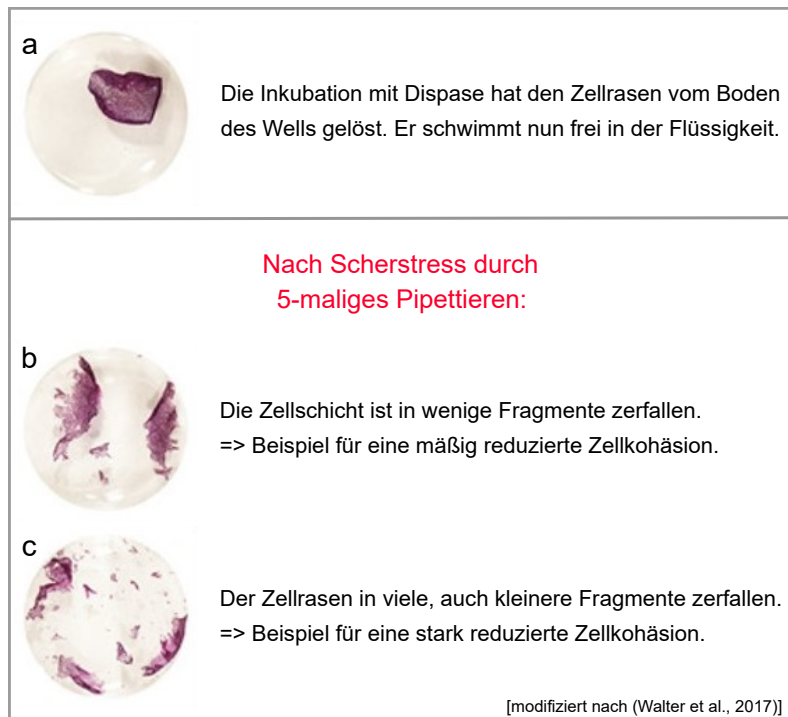 a
Die Inkubation mit Dispase hat den Zellrasen vom Boden
des Wells gelöst. Er schwimmt nun frei in der Flüssigkeit.
Nach Scherstress durch
5-maliges Pipettieren:
b
Die Zellschicht ist in wenige Fragmente zerfallen.
=> Beispiel für eine mäßig reduzierte Zellkohäsion.
c
Der Zellrasen in viele, auch kleinere Fragmente zerfallen.
=> Beispiel für eine stark reduzierte Zellkohäsion.
[modifiziert nach (Walter et al., 2017)]